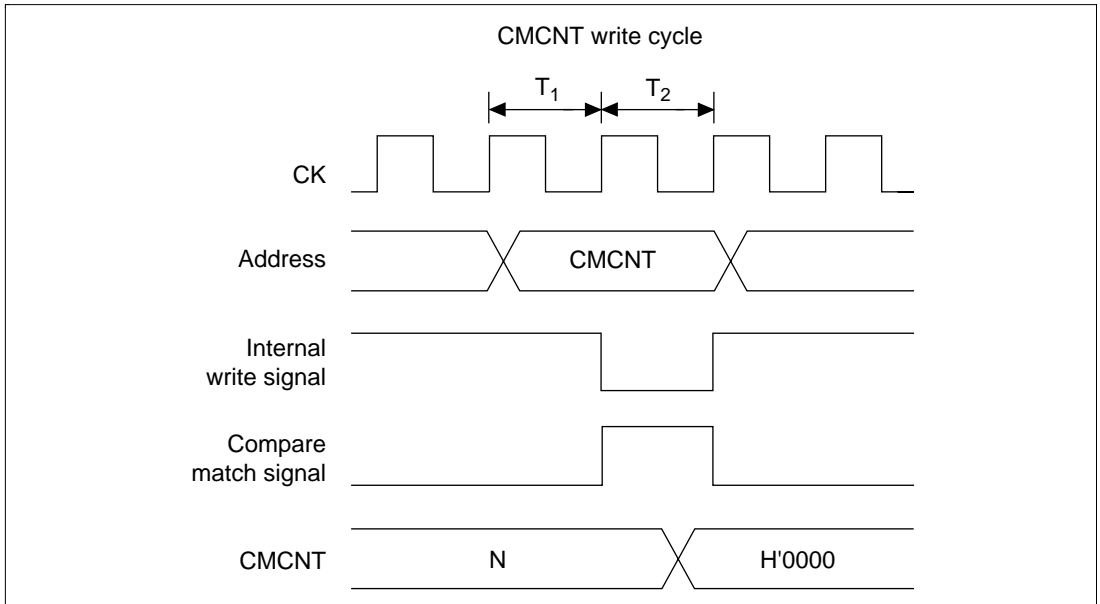 CMCNT write cycle
T1 T2
CK
Address CMCNT
Internal
write signal
Compare
match signal
CMCNT N H'0000